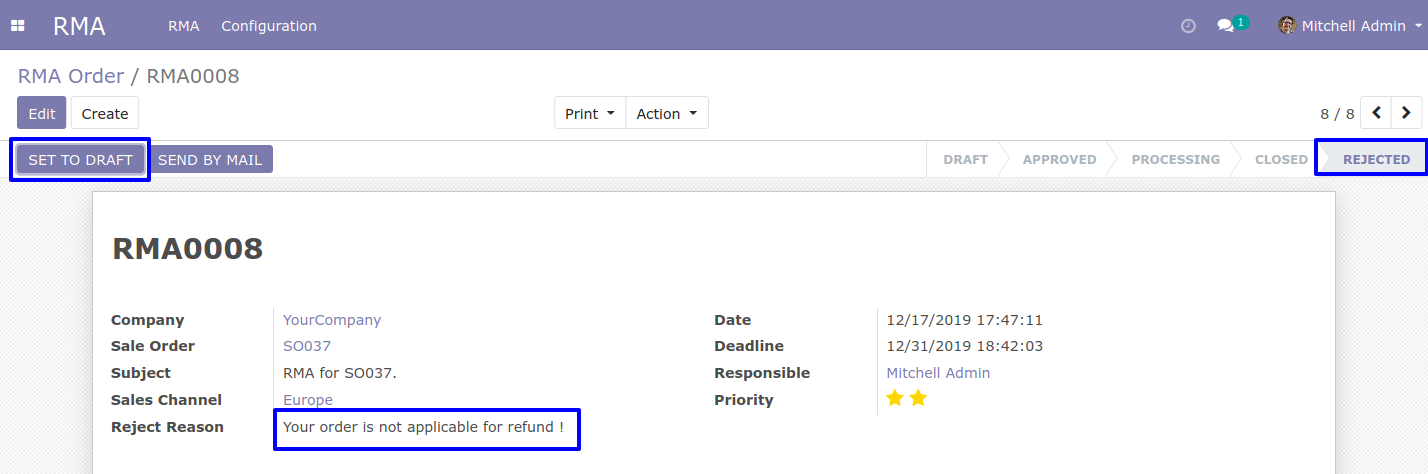 RMA RMA Configuration 1 Mitchell Admin
RMA Order / RMA0008
Edit Create Print Action 8 / 8
SET TO DRAFT SEND BY MAIL DRAFT APPROVED PROCESSING CLOSED REJECTED
RMA0008
Company YourCompany Date 12/17/2019 17:47:11
Sale Order SO037 Deadline 12/31/2019 18:42:03
Subject RMA for SO037. Responsible Mitchell Admin
Sales Channel Europe Priority
Reject Reason Your order is not applicable for refund !